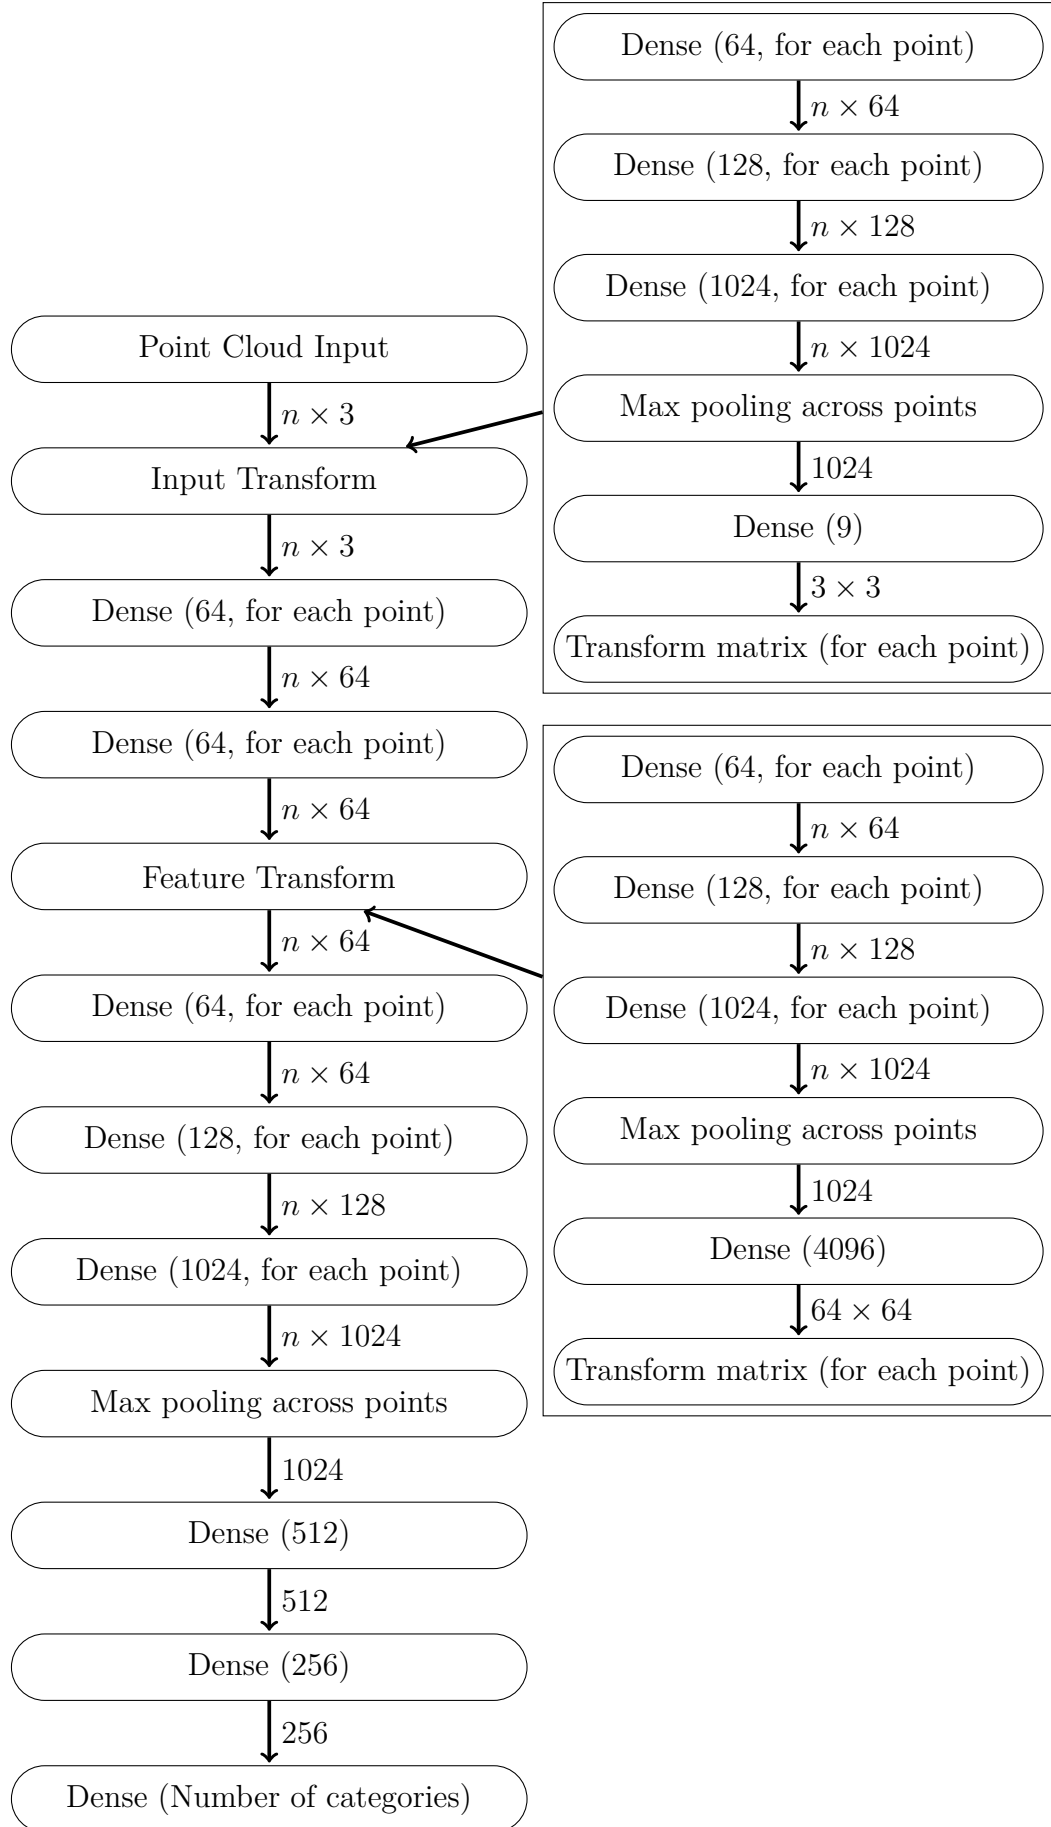 Point Cloud Input
n × 3
Input Transform
n × 3
Dense (64, for each point)
n × 64
Dense (64, for each point)
n × 64
Feature Transform
n × 64
Dense (64, for each point)
n × 64
Dense (128, for each point)
n × 128
Dense (1024, for each point)
n × 1024
Max pooling across points
1024
Dense (512)
512
Dense (256)
256
Dense (Number of categories)
Dense (64, for each point)
n × 64
Dense (128, for each point)
n × 128
Dense (1024, for each point)
n × 1024
Max pooling across points
1024
Dense (9)
3 × 3
Transform matrix (for each point)
Dense (64, for each point)
n × 64
Dense (128, for each point)
n × 128
Dense (1024, for each point)
n × 1024
Max pooling across points
1024
Dense (4096)
64 × 64
Transform matrix (for each point)